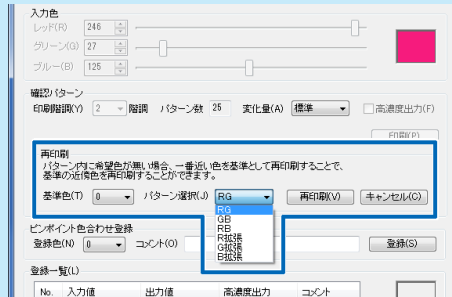 入力色
レッド(R) 246
グリーン(G) 27
ブルー(B) 125
確認パターン
印刷階調(Y) 2 階調 パターン数 25 変化量(A) 標準 高濃度出力(F)
印刷(P)
再印刷
パターン内に希望色が無い場合、一番近い色を基準として再印刷することで、
基準の近傍色を再印刷することができます。
基準色(T) 0 パターン選択(J) RG 再印刷(V) キャンセル(C)
RG
GB
RB
R拡張
G拡張
B拡張
ピンポイント色合わせ登録
登録色(N) 0 コメント(O) 登録(S)
登録一覧(L)
No. 入力値 出力値 高濃度出力 コメント